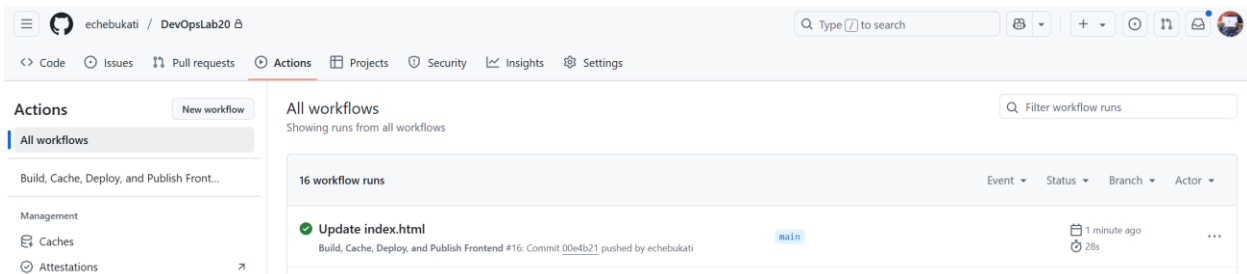 echebukati / DevOpsLab20
Type / to search
Code Issues Pull requests Actions Projects Security Insights Settings
Actions
New workflow
All workflows
Build, Cache, Deploy, and Publish Front...
Management
Caches
Attestations
All workflows
Showing runs from all workflows
Filter workflow runs
16 workflow runs
Event Status Branch Actor
Update index.html
Build, Cache, Deploy, and Publish Frontend #16: Commit 00e4b21 pushed by echebukati
main
1 minute ago
28s